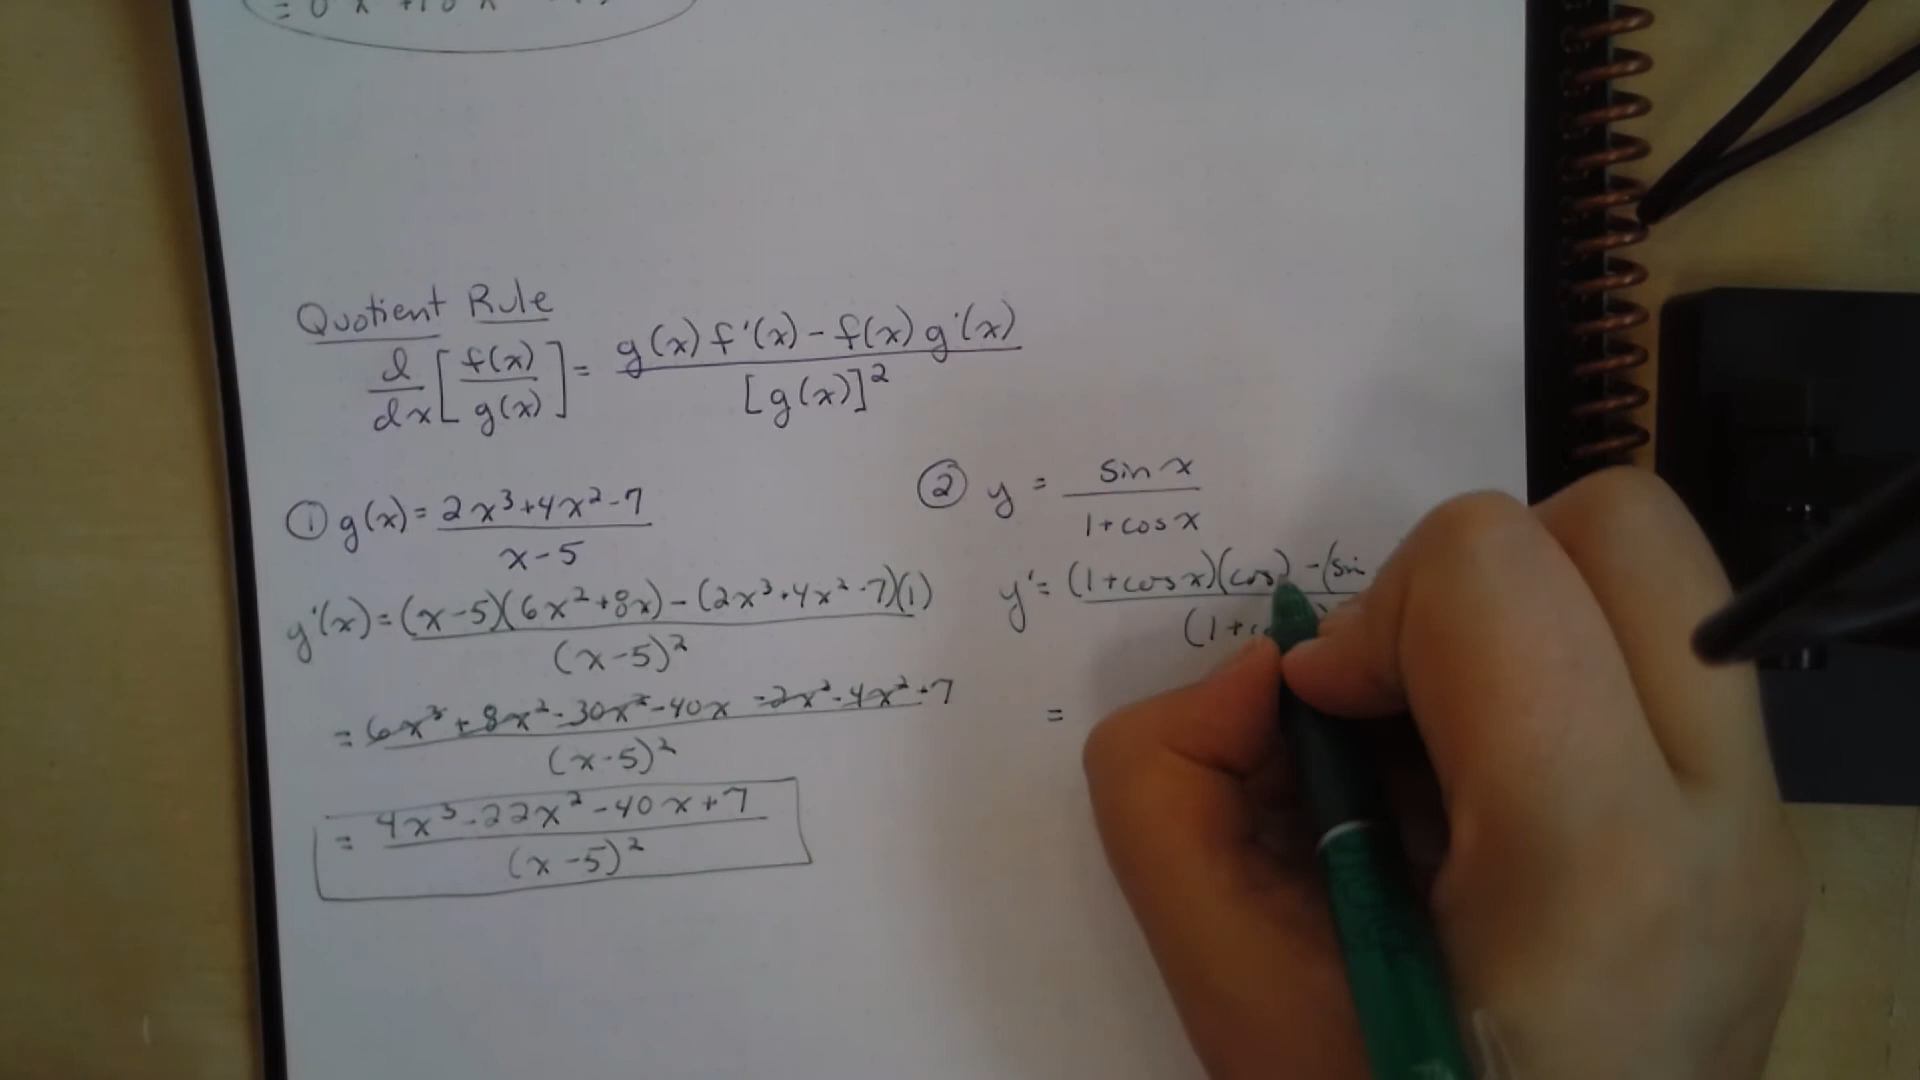 Quotient Rule
d/dx [f(x)/g(x)] = g(x) f'(x) - f(x) g'(x) / [g(x)]²
① g(x) = 2x³+4x²-7 / x-5
g'(x) = (x-5)(6x²+8x) - (2x³+4x²-7)(1) / (x-5)²
= 6x³ + 8x² - 30x² - 40x - 2x³ - 4x² + 7 / (x-5)²
= 4x³ - 22x² - 40x + 7 / (x-5)²
② y = sin x / 1 + cos x
y' = (1+cos x)(cos) - (sin / (1+
=